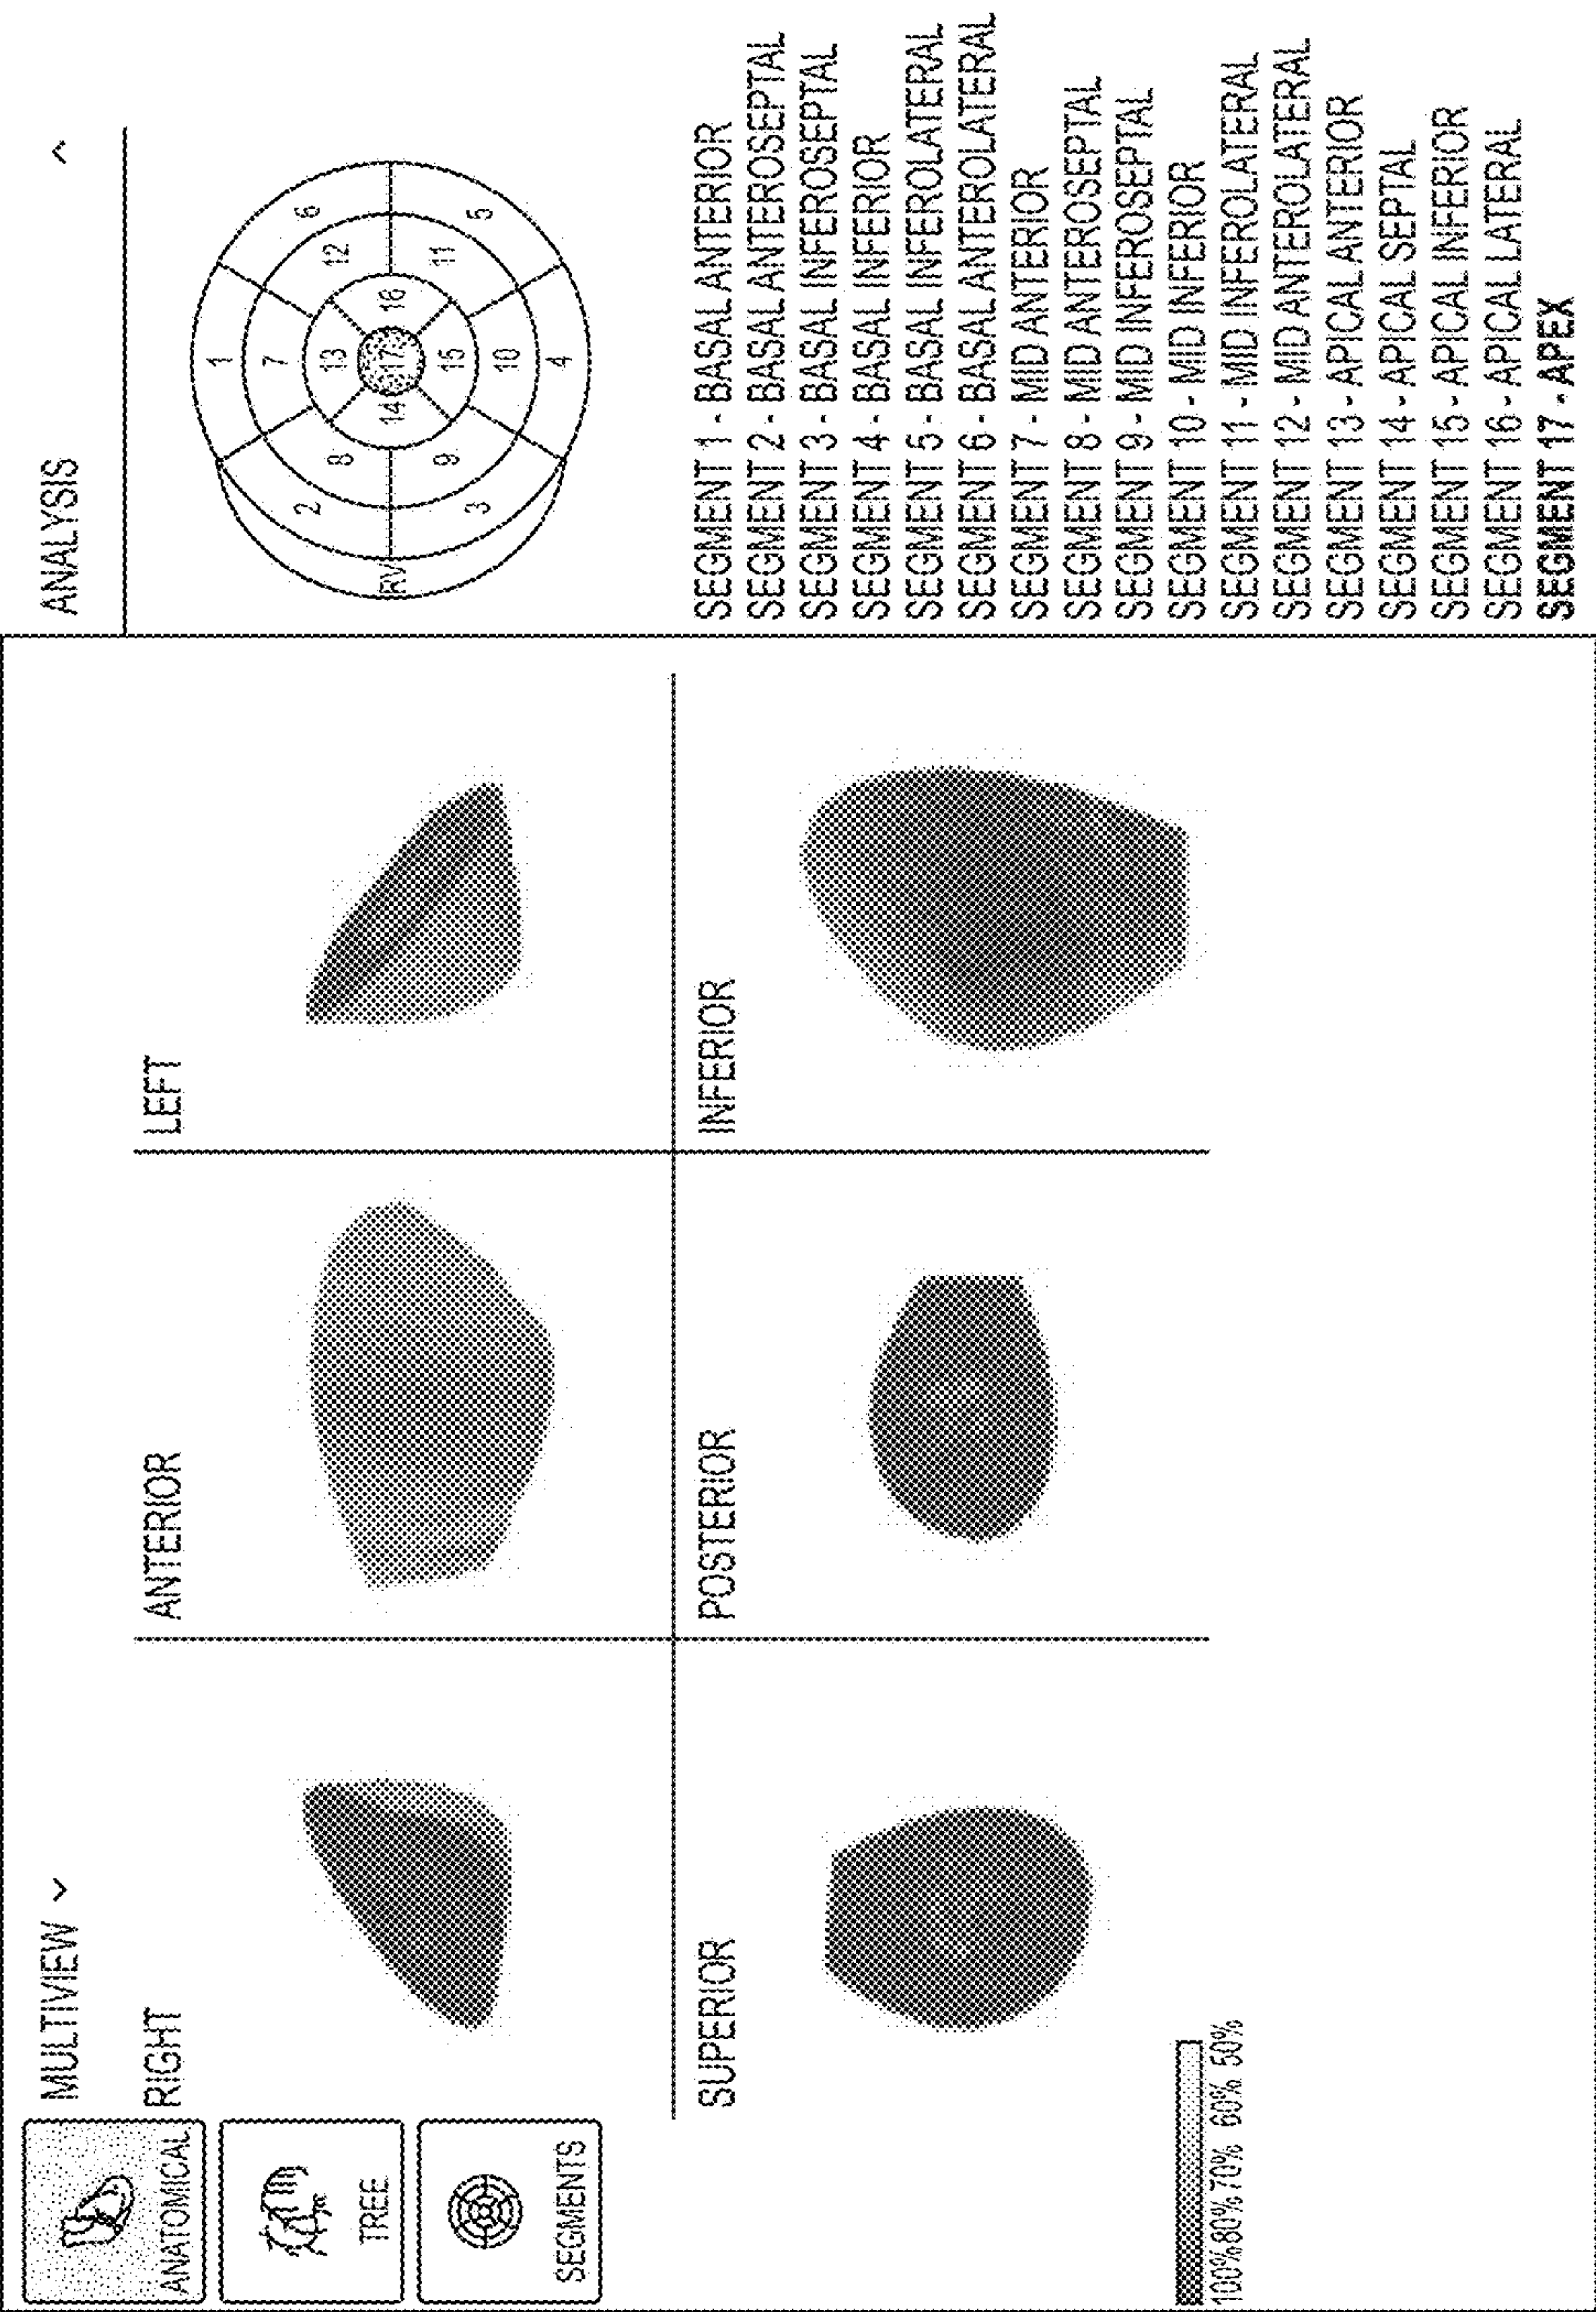 MULTIVIEW
ANATOMICAL
TREE
SEGMENTS
RIGHT
ANTERIOR
LEFT
SUPERIOR
POSTERIOR
INFERIOR
100%80%70% 60% 50%
ANALYSIS
1
6
7
12
2
8
13
RV
14
17
16
15
9
11
3
10
5
4
SEGMENT 1 - BASAL ANTERIOR
SEGMENT 2 - BASAL ANTEROSEPTAL
SEGMENT 3 - BASAL INFEROSEPTAL
SEGMENT 4 - BASAL INFERIOR
SEGMENT 5 - BASAL INFEROLATERAL
SEGMENT 6 - BASAL ANTEROLATERAL
SEGMENT 7 - MID ANTERIOR
SEGMENT 8 - MID ANTEROSEPTAL
SEGMENT 9 - MID INFEROSEPTAL
SEGMENT 10 - MID INFERIOR
SEGMENT 11 - MID INFEROLATERAL
SEGMENT 12 - MID ANTEROLATERAL
SEGMENT 13 - APICAL ANTERIOR
SEGMENT 14 - APICAL SEPTAL
SEGMENT 15 - APICAL INFERIOR
SEGMENT 16 - APICAL LATERAL
SEGMENT 17 - APEX